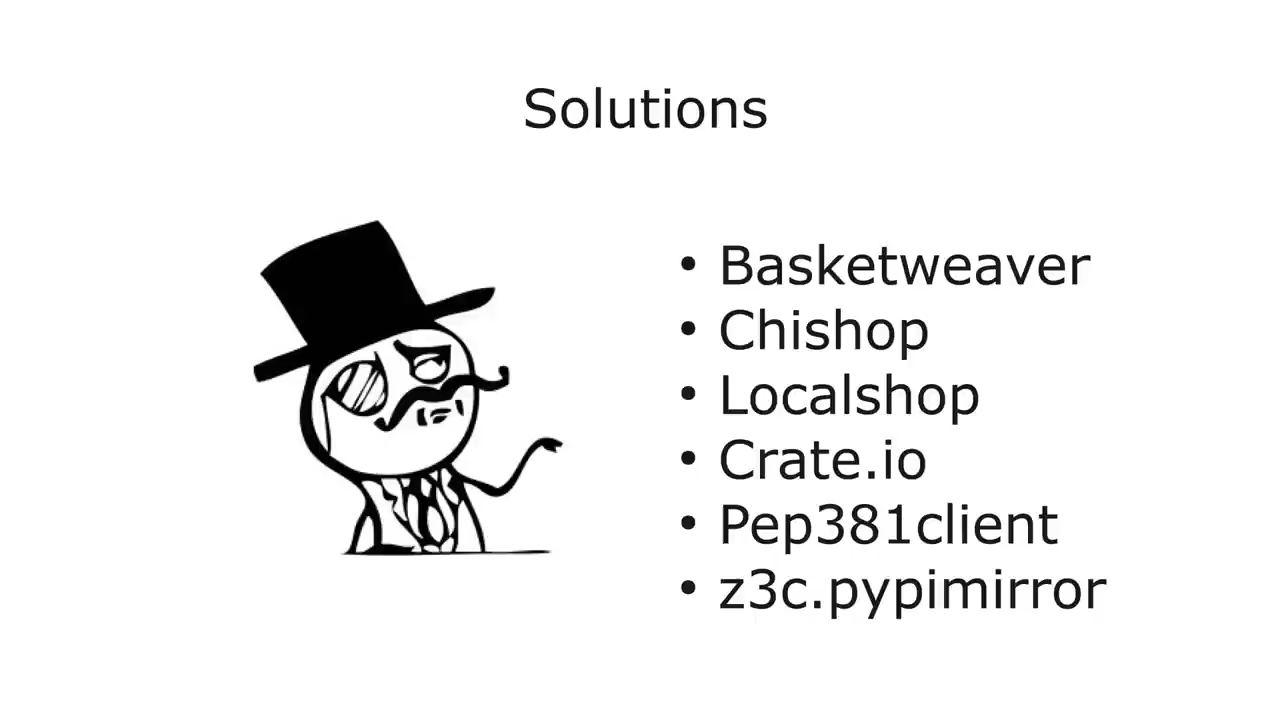 Solutions
• Basketweaver
• Chishop
• Localshop
• Crate.io
• Pep381client
• z3c.pypimirror